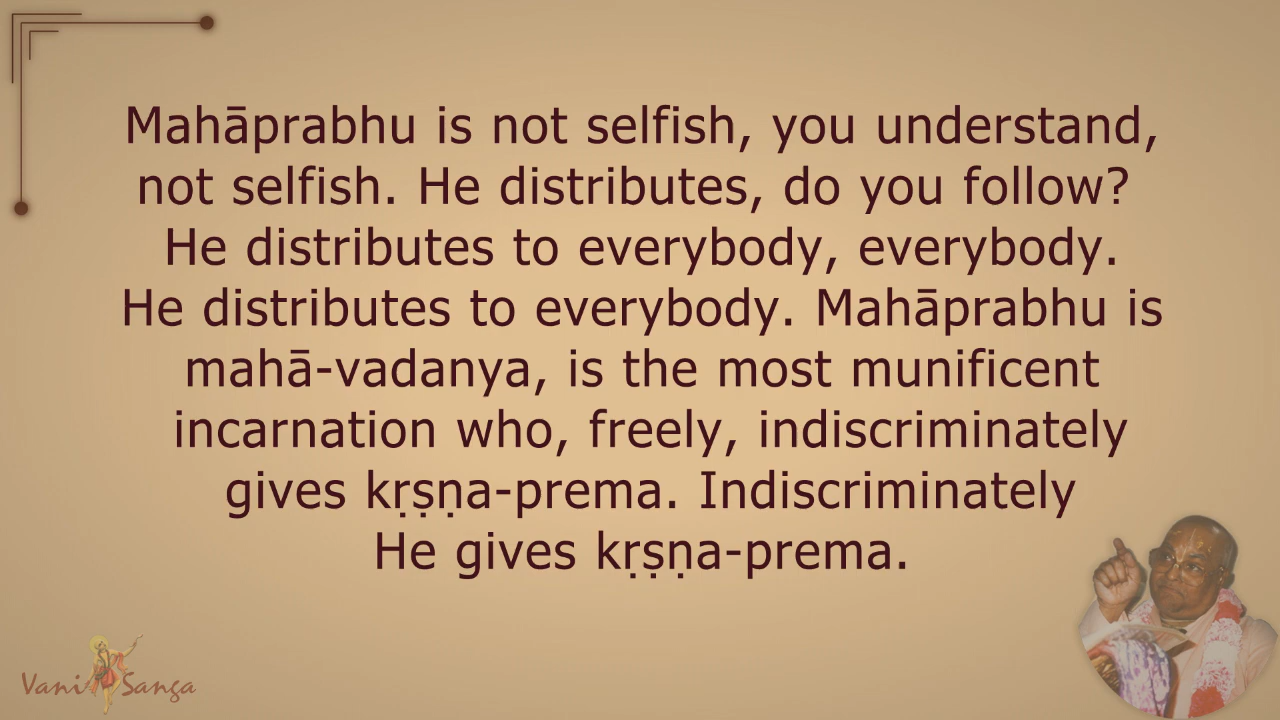 Mahāprabhu is not selfish, you understand,
not selfish. He distributes, do you follow?
He distributes to everybody, everybody.
He distributes to everybody. Mahāprabhu is
mahā-vadanya, is the most munificent
incarnation who, freely, indiscriminately
gives kṛṣṇa-prema. Indiscriminately
He gives kṛṣṇa-prema.
Vani Sanga